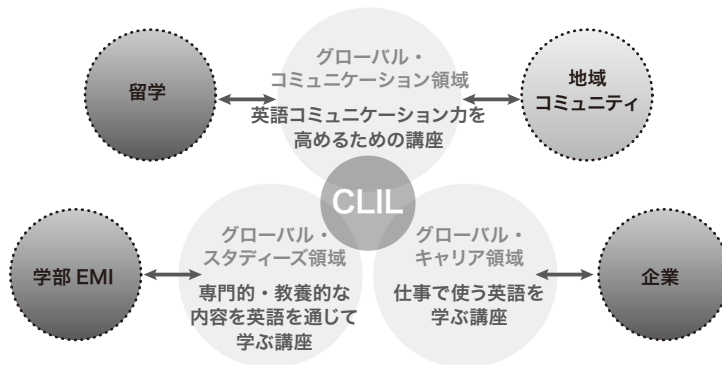 グローバル・
コミュニケーション領域
英語コミュニケーション力を
高めるための講座
留学
地域
コミュニティ
CLIL
グローバル・
スタディーズ領域
専門的・教養的な
内容を英語を通じて
学ぶ講座
グローバル・
キャリア領域
仕事で使う英語を
学ぶ講座
学部 EMI
企業